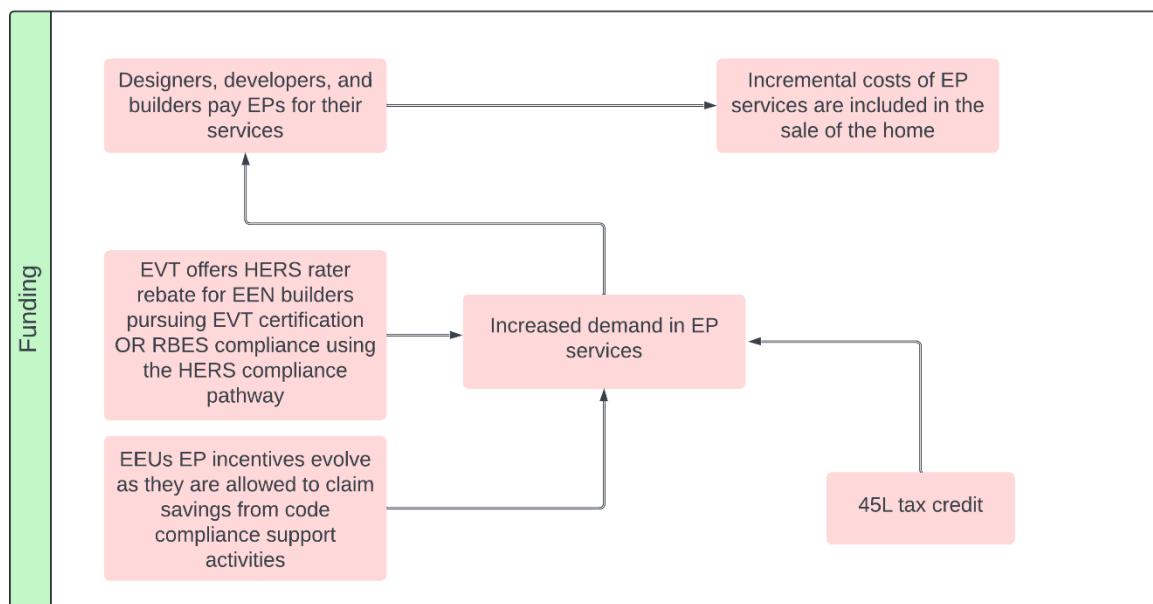 Funding
Designers, developers, and
builders pay EPs for their
services
Incremental costs of EP
services are included in the
sale of the home
EVT offers HERS rater
rebate for EEN builders
pursuing EVT certification
OR RBES compliance using
the HERS compliance
pathway
Increased demand in EP
services
EEUs EP incentives evolve
as they are allowed to claim
savings from code
compliance support
activities
45L tax credit